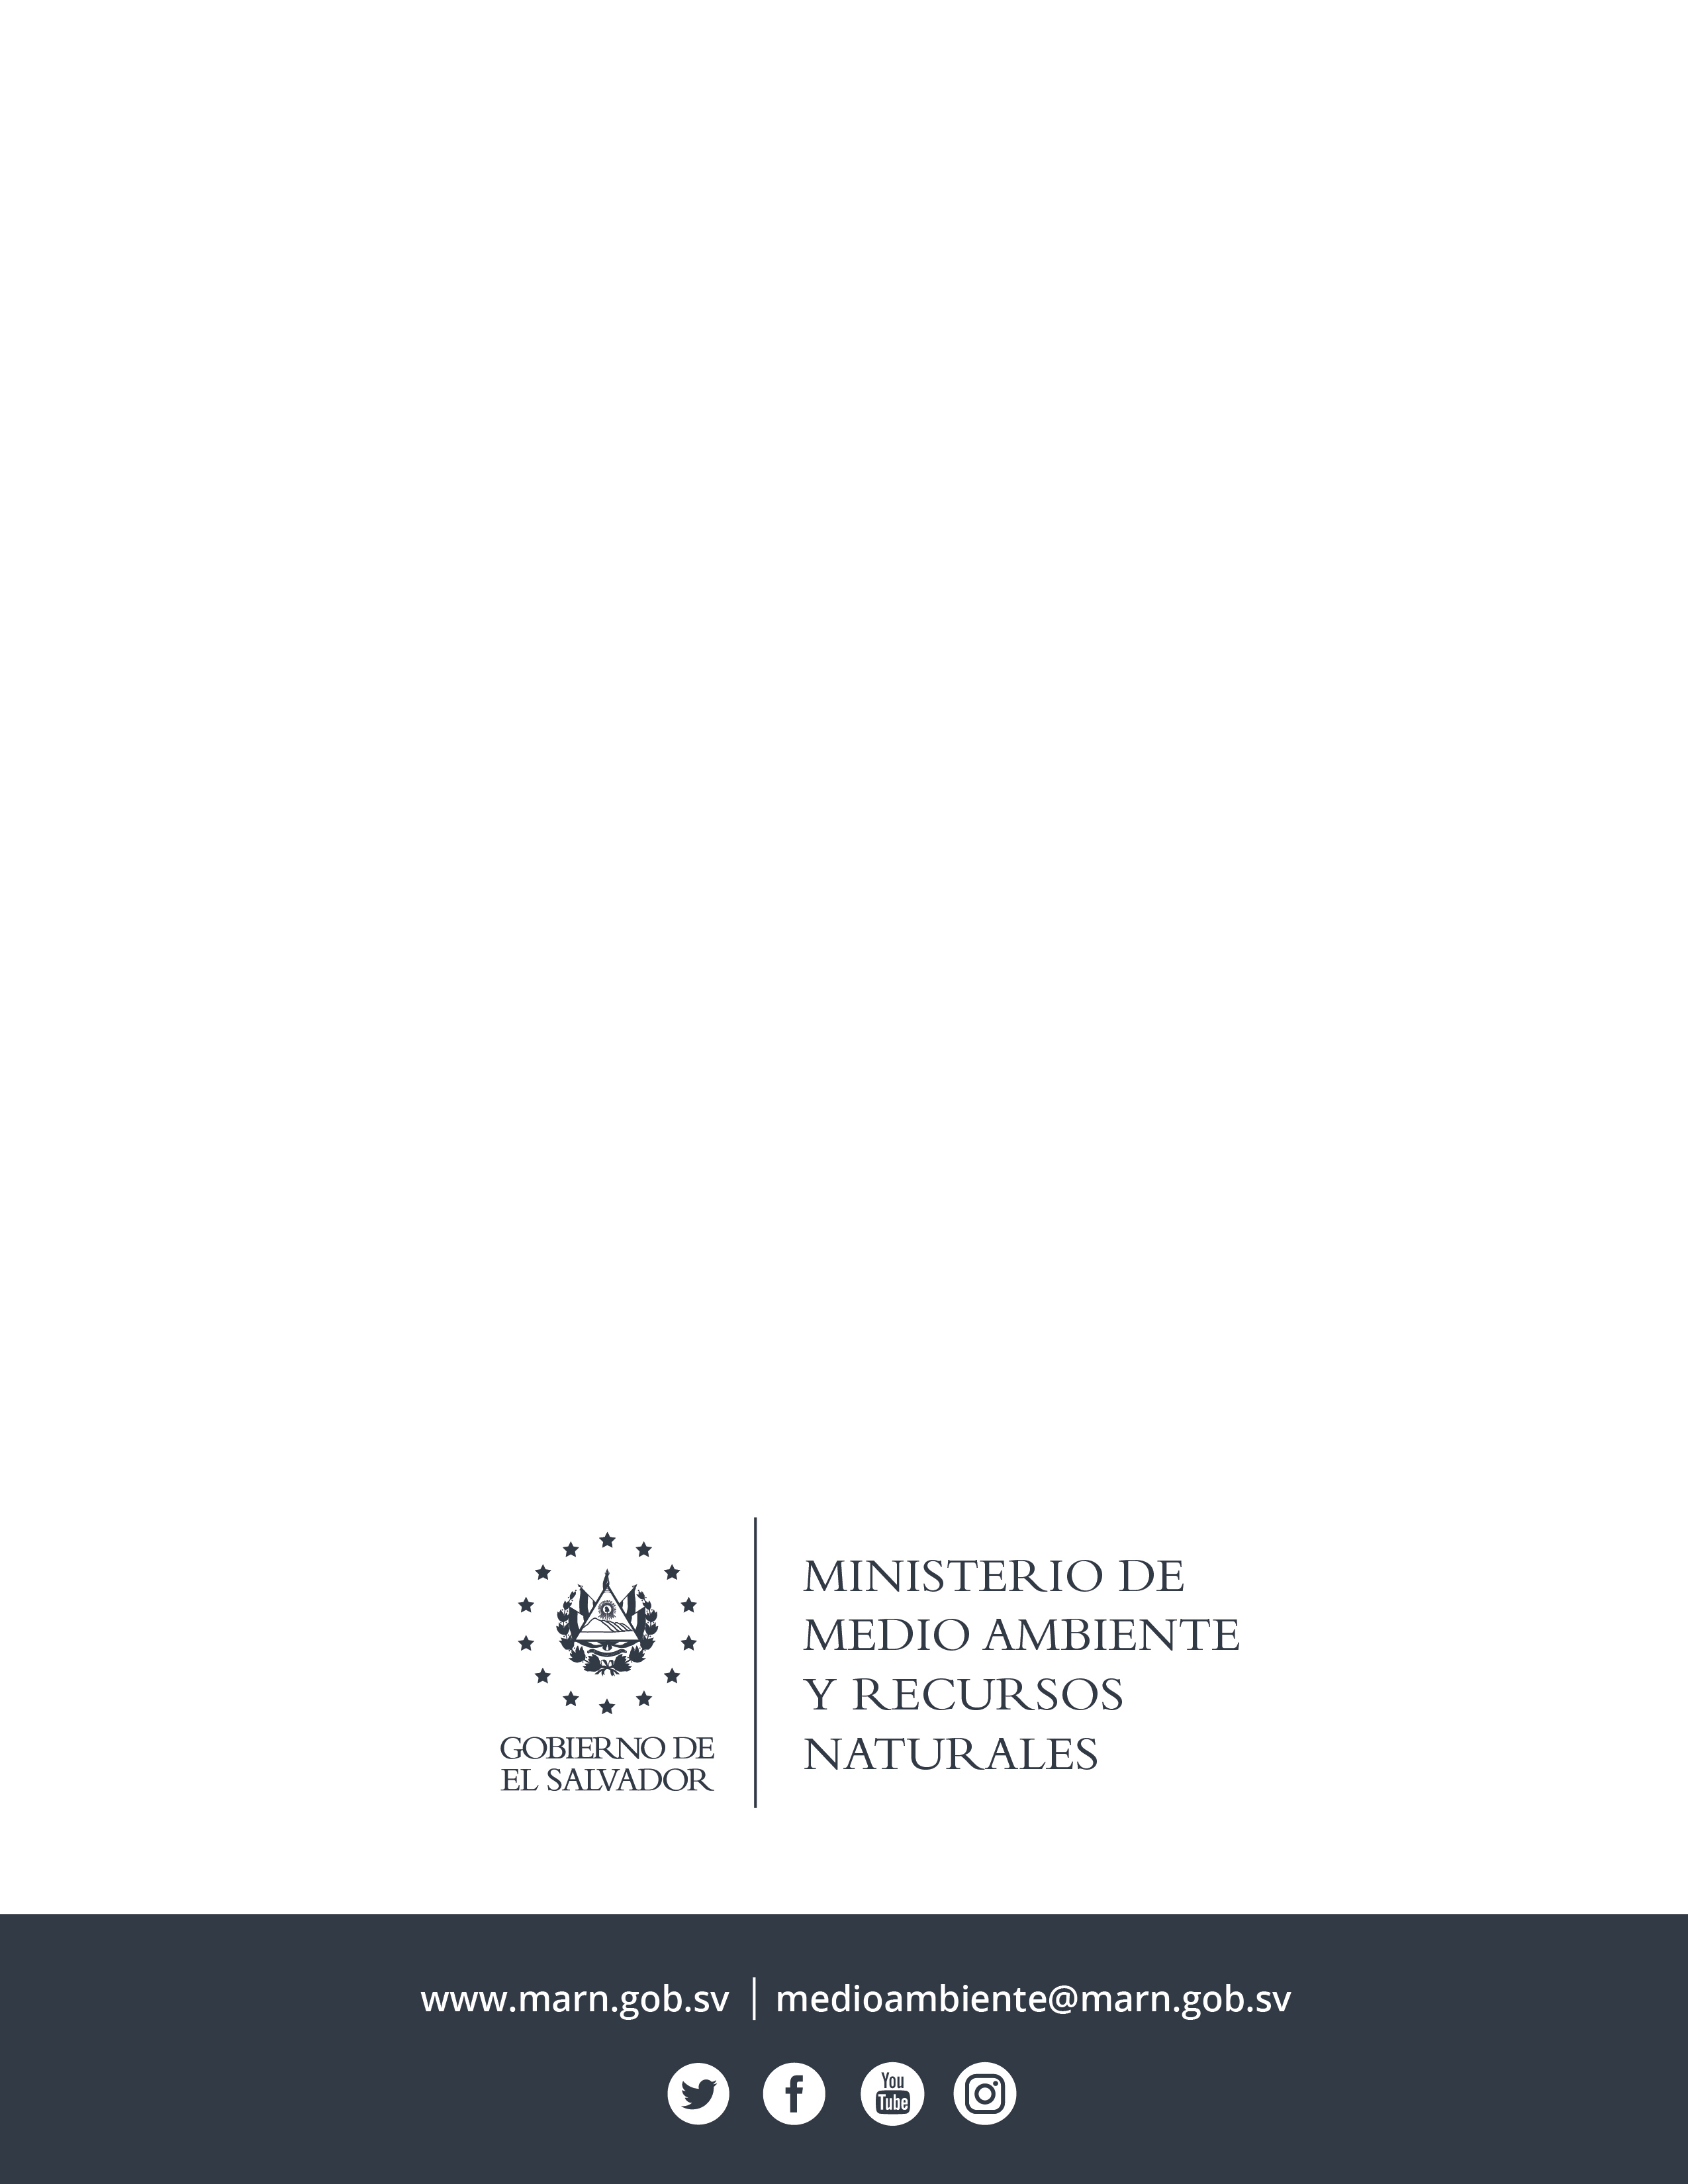 GOBIERNO DE
EL SALVADOR
MINISTERIO DE
MEDIO AMBIENTE
Y RECURSOS
NATURALES
www.marn.gob.sv | medioambiente@marn.gob.sv
You
Tube